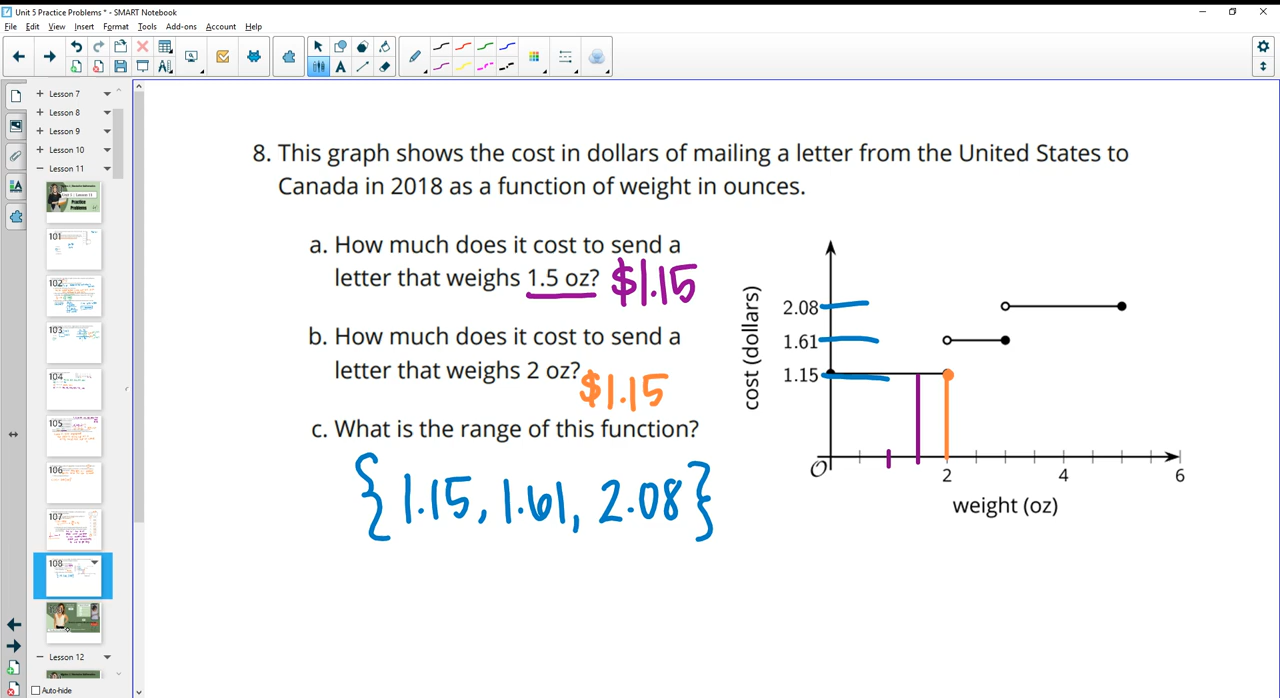 Unit 5 Practice Problems * - SMART Notebook
File Edit View Insert Format Tools Add-ons Account Help
Lesson 7
Lesson 8
Lesson 9
Lesson 10
Lesson 11
Practice
Problems
101
102
103
104
105
106
107
108
Lesson 12
Auto-hide
8. This graph shows the cost in dollars of mailing a letter from the United States to
Canada in 2018 as a function of weight in ounces.
a. How much does it cost to send a
letter that weighs 1.5 oz? $1.15
b. How much does it cost to send a
letter that weighs 2 oz? $1.15
c. What is the range of this function?
{1.15, 1.61, 2.08}
cost (dollars)
2.08
1.61
1.15
O
2
4
6
weight (oz)